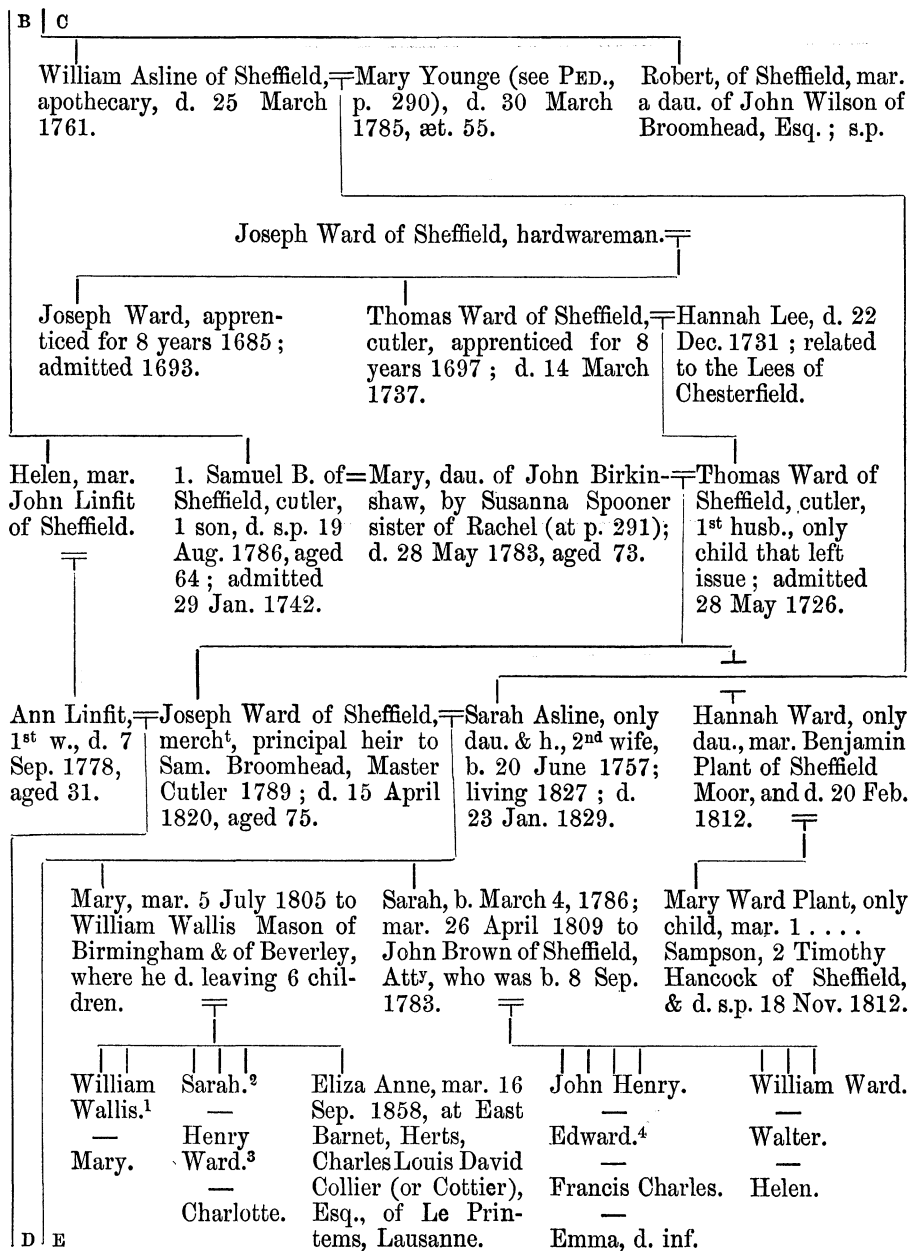 B C
William Asline of Sheffield,
apothecary, d. 25 March
1761.
Mary Younge (see PED.,
p. 290), d. 30 March
1785, æt. 55.
Robert, of Sheffield, mar.
a dau. of John Wilson of
Broomhead, Esq. ; s.p.
Joseph Ward of Sheffield, hardwareman.
Joseph Ward, appren-
ticed for 8 years 1685 ;
admitted 1693.
Thomas Ward of Sheffield,
cutler, apprenticed for 8
years 1697 ; d. 14 March
1737.
Hannah Lee, d. 22
Dec. 1731 ; related
to the Lees of
Chesterfield.
Helen, mar.
John Linfit
of Sheffield.
1. Samuel B. of
Sheffield, cutler,
1 son, d. s.p. 19
Aug. 1786, aged
64 ; admitted
29 Jan. 1742.
Mary, dau. of John Birkin-
shaw, by Susanna Spooner
sister of Rachel (at p. 291);
d. 28 May 1783, aged 73.
Thomas Ward of
Sheffield, cutler,
1st husb., only
child that left
issue ; admitted
28 May 1726.
Ann Linfit,
1st w., d. 7
Sep. 1778,
aged 31.
Joseph Ward of Sheffield,
mercht, principal heir to
Sam. Broomhead, Master
Cutler 1789 ; d. 15 April
1820, aged 75.
Sarah Asline, only
dau. & h., 2nd wife,
b. 20 June 1757;
living 1827 ; d.
23 Jan. 1829.
Hannah Ward, only
dau., mar. Benjamin
Plant of Sheffield
Moor, and d. 20 Feb.
1812.
Mary, mar. 5 July 1805 to
William Wallis Mason of
Birmingham & of Beverley,
where he d. leaving 6 chil-
dren.
Sarah, b. March 4, 1786;
mar. 26 April 1809 to
John Brown of Sheffield,
Atty, who was b. 8 Sep.
1783.
Mary Ward Plant, only
child, mar. 1 . . . .
Sampson, 2 Timothy
Hancock of Sheffield,
& d. s.p. 18 Nov. 1812.
William
Wallis.1
—
Mary.
Sarah.2
—
Henry
Ward.3
—
Charlotte.
Eliza Anne, mar. 16
Sep. 1858, at East
Barnet, Herts,
Charles Louis David
Collier (or Cottier),
Esq., of Le Prin-
tems, Lausanne.
John Henry.
—
Edward.4
—
Francis Charles.
—
Emma, d. inf.
William Ward.
—
Walter.
—
Helen.
D E